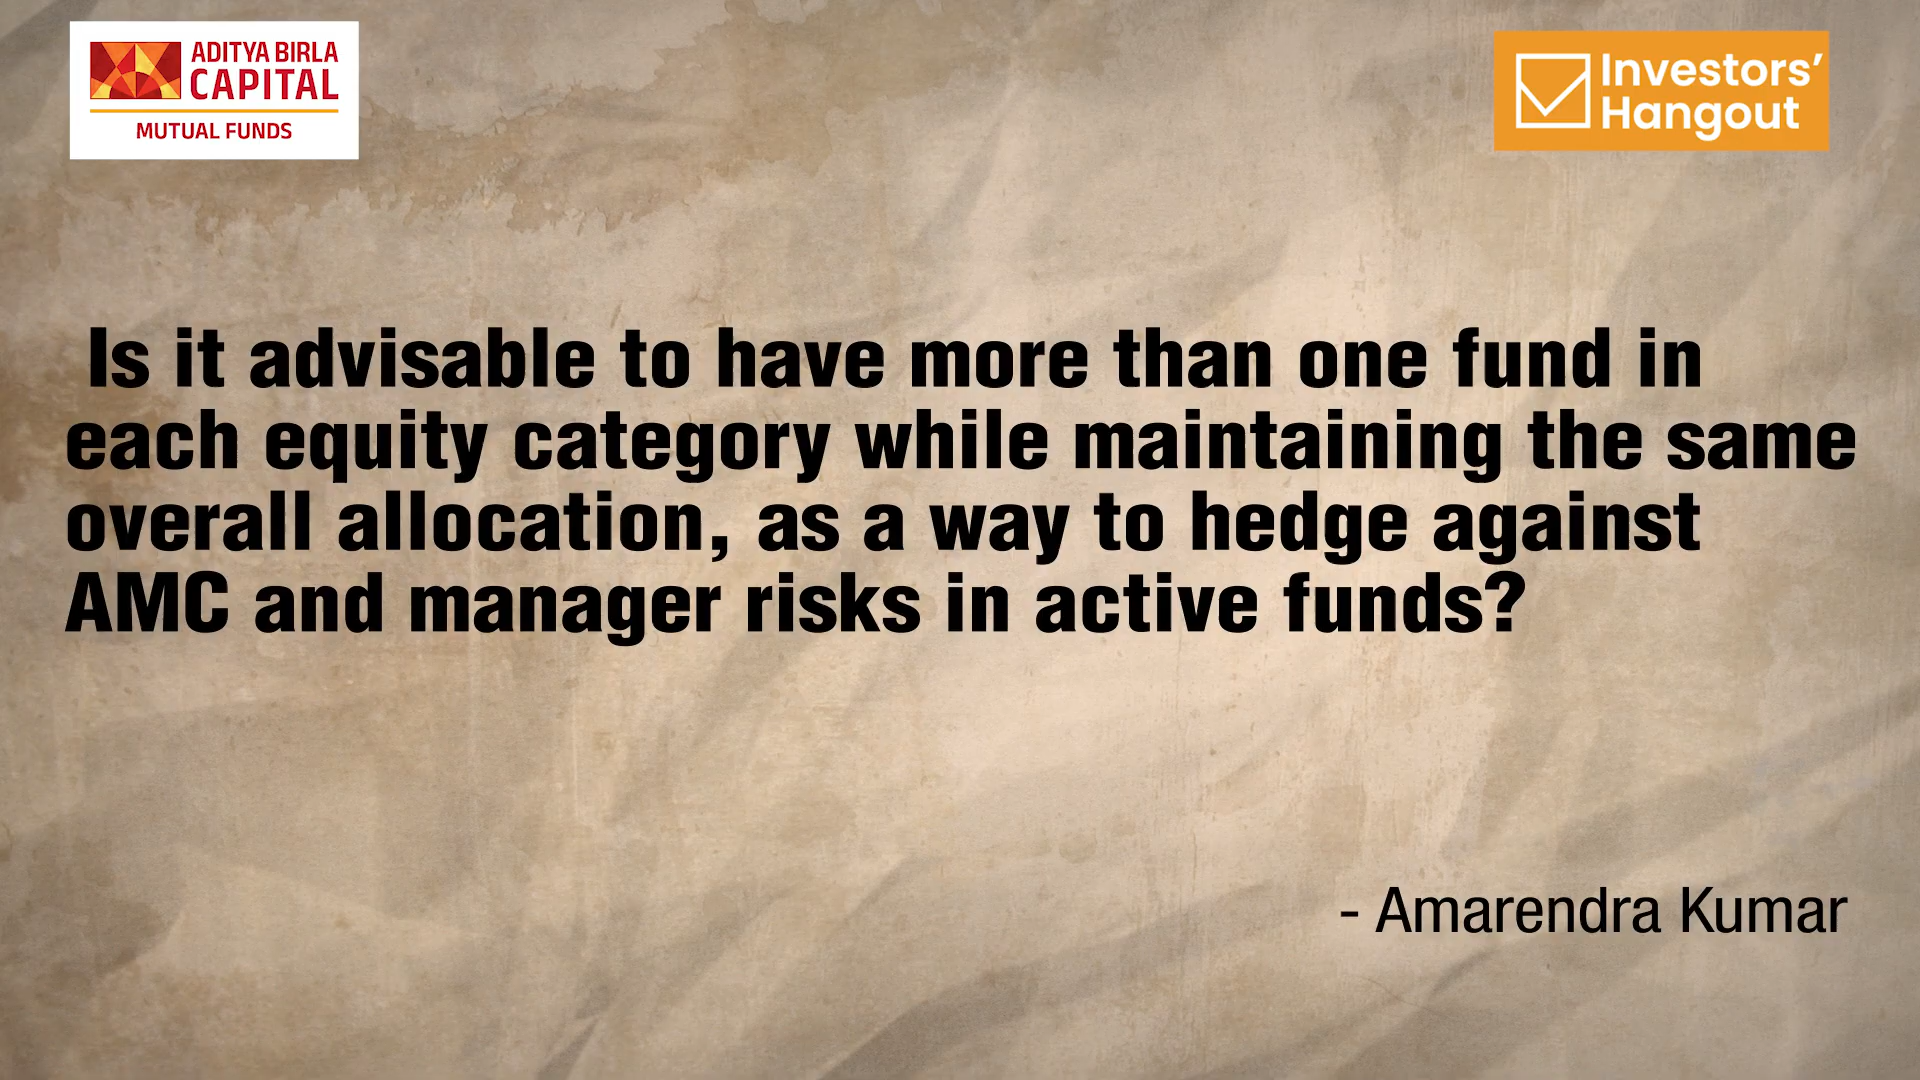 ADITYA BIRLA
CAPITAL
MUTUAL FUNDS
Investors’
Hangout
Is it advisable to have more than one fund in
each equity category while maintaining the same
overall allocation, as a way to hedge against
AMC and manager risks in active funds?
- Amarendra Kumar